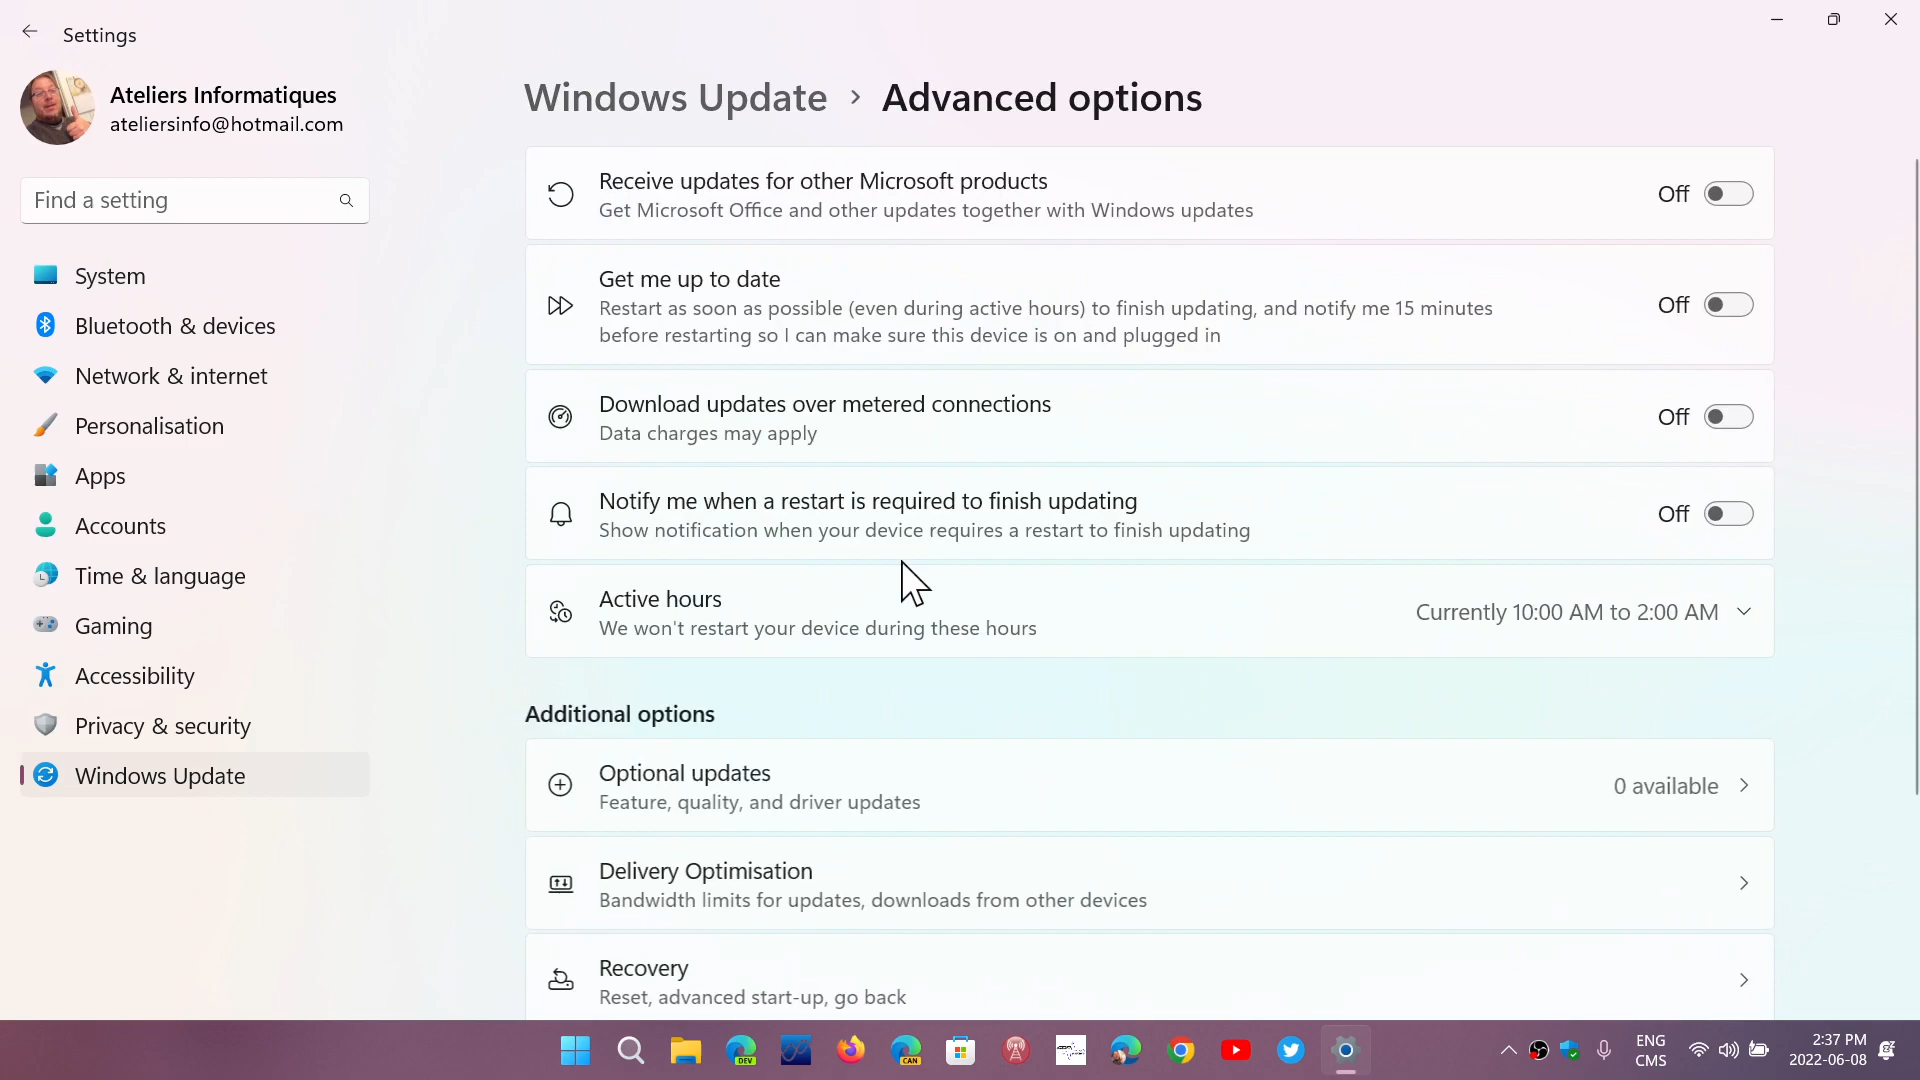 Settings
Ateliers Informatiques
ateliersinfo@hotmail.com
Find a setting
System
Bluetooth & devices
Network & internet
Personalisation
Apps
Accounts
Time & language
Gaming
Accessibility
Privacy & security
Windows Update
Windows Update > Advanced options
Receive updates for other Microsoft products
Get Microsoft Office and other updates together with Windows updates
Off
Get me up to date
Restart as soon as possible (even during active hours) to finish updating, and notify me 15 minutes
before restarting so I can make sure this device is on and plugged in
Off
Download updates over metered connections
Data charges may apply
Off
Notify me when a restart is required to finish updating
Show notification when your device requires a restart to finish updating
Off
Active hours
We won't restart your device during these hours
Currently 10:00 AM to 2:00 AM
Additional options
Optional updates
Feature, quality, and driver updates
0 available
Delivery Optimisation
Bandwidth limits for updates, downloads from other devices
Recovery
Reset, advanced start-up, go back
DEV
CAN
ENG
CMS
2:37 PM
2022-06-08